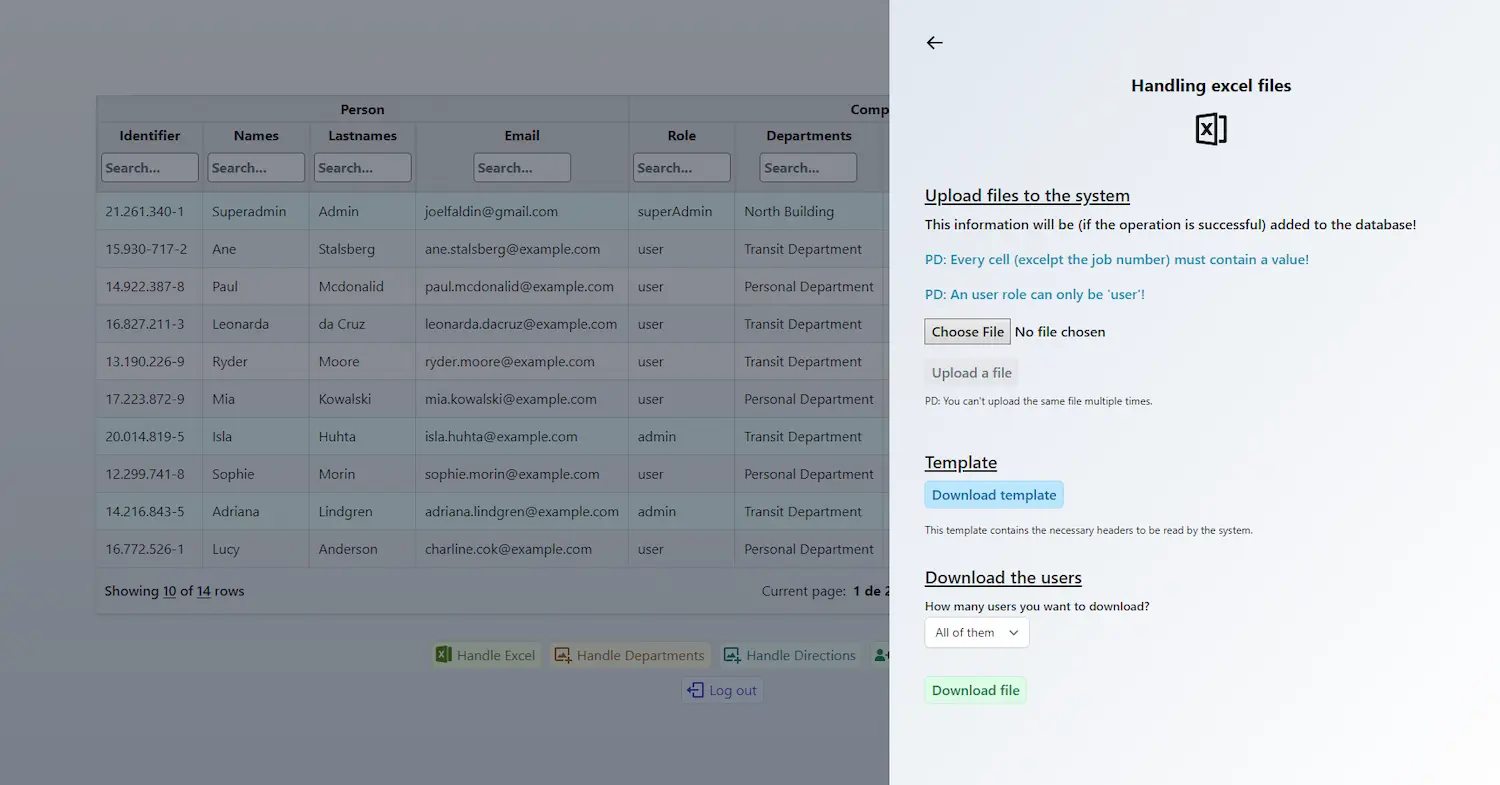 Person Comp
Identifier Names Lastnames Email Role Departments
Search... Search... Search... Search... Search... Search...
21.261.340-1 Superadmin Admin joelfaldin@gmail.com superAdmin North Building
15.930-717-2 Ane Stalsberg ane.stalsberg@example.com user Transit Department
14.922.387-8 Paul Mcdonalid paul.mcdonalid@example.com user Personal Department
16.827.211-3 Leonarda da Cruz leonarda.dacruz@example.com user Transit Department
13.190.226-9 Ryder Moore ryder.moore@example.com user Transit Department
17.223.872-9 Mia Kowalski mia.kowalski@example.com user Personal Department
20.014.819-5 Isla Huhta isla.huhta@example.com admin Transit Department
12.299.741-8 Sophie Morin sophie.morin@example.com user Personal Department
14.216.843-5 Adriana Lindgren adriana.lindgren@example.com admin Transit Department
16.772.526-1 Lucy Anderson charline.cok@example.com user Personal Department
Showing 10 of 14 rows Current page: 1 de 2
Handle Excel Handle Departments Handle Directions
Log out
Handling excel files
Upload files to the system
This information will be (if the operation is successful) added to the database!
PD: Every cell (excelpt the job number) must contain a value!
PD: An user role can only be 'user'!
Choose File No file chosen
Upload a file
PD: You can't upload the same file multiple times.
Template
Download template
This template contains the necessary headers to be read by the system.
Download the users
How many users you want to download?
All of them
Download file